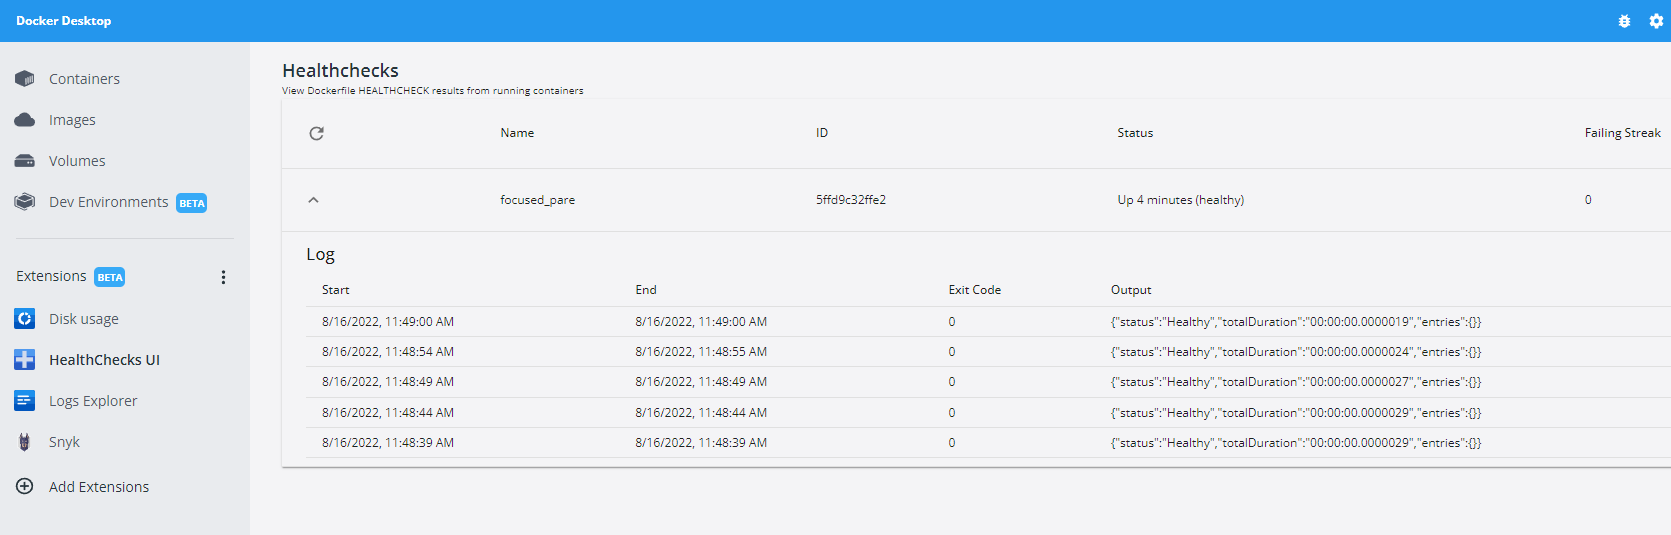 Docker Desktop
Containers
Images
Volumes
Dev Environments BETA
Extensions BETA
Disk usage
HealthChecks UI
Logs Explorer
Snyk
Add Extensions
Healthchecks
View Dockerfile HEALTHCHECK results from running containers
Name ID Status Failing Streak
focused_pare 5ffd9c32ffe2 Up 4 minutes (healthy) 0
Log
Start End Exit Code Output
8/16/2022, 11:49:00 AM 8/16/2022, 11:49:00 AM 0 {"status":"Healthy","totalDuration":"00:00:00.0000019","entries":{}}
8/16/2022, 11:48:54 AM 8/16/2022, 11:48:55 AM 0 {"status":"Healthy","totalDuration":"00:00:00.0000024","entries":{}}
8/16/2022, 11:48:49 AM 8/16/2022, 11:48:49 AM 0 {"status":"Healthy","totalDuration":"00:00:00.0000027","entries":{}}
8/16/2022, 11:48:44 AM 8/16/2022, 11:48:44 AM 0 {"status":"Healthy","totalDuration":"00:00:00.0000029","entries":{}}
8/16/2022, 11:48:39 AM 8/16/2022, 11:48:39 AM 0 {"status":"Healthy","totalDuration":"00:00:00.0000029","entries":{}}